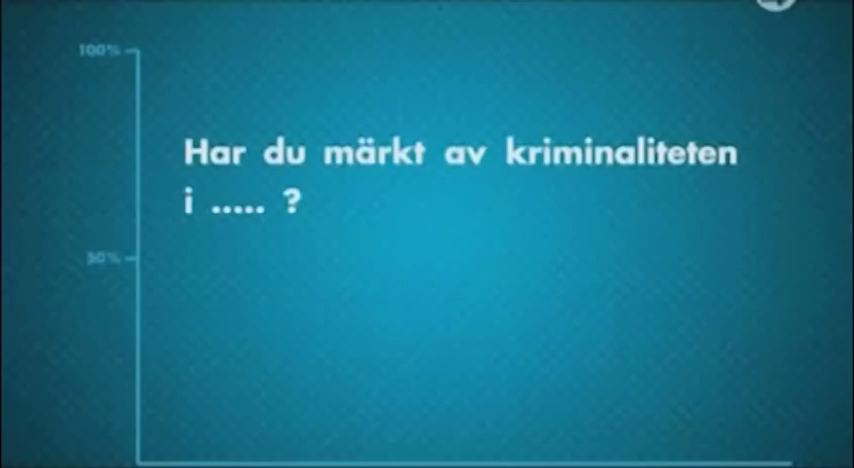 100%
Har du märkt av kriminaliteten
i ..... ?
50%